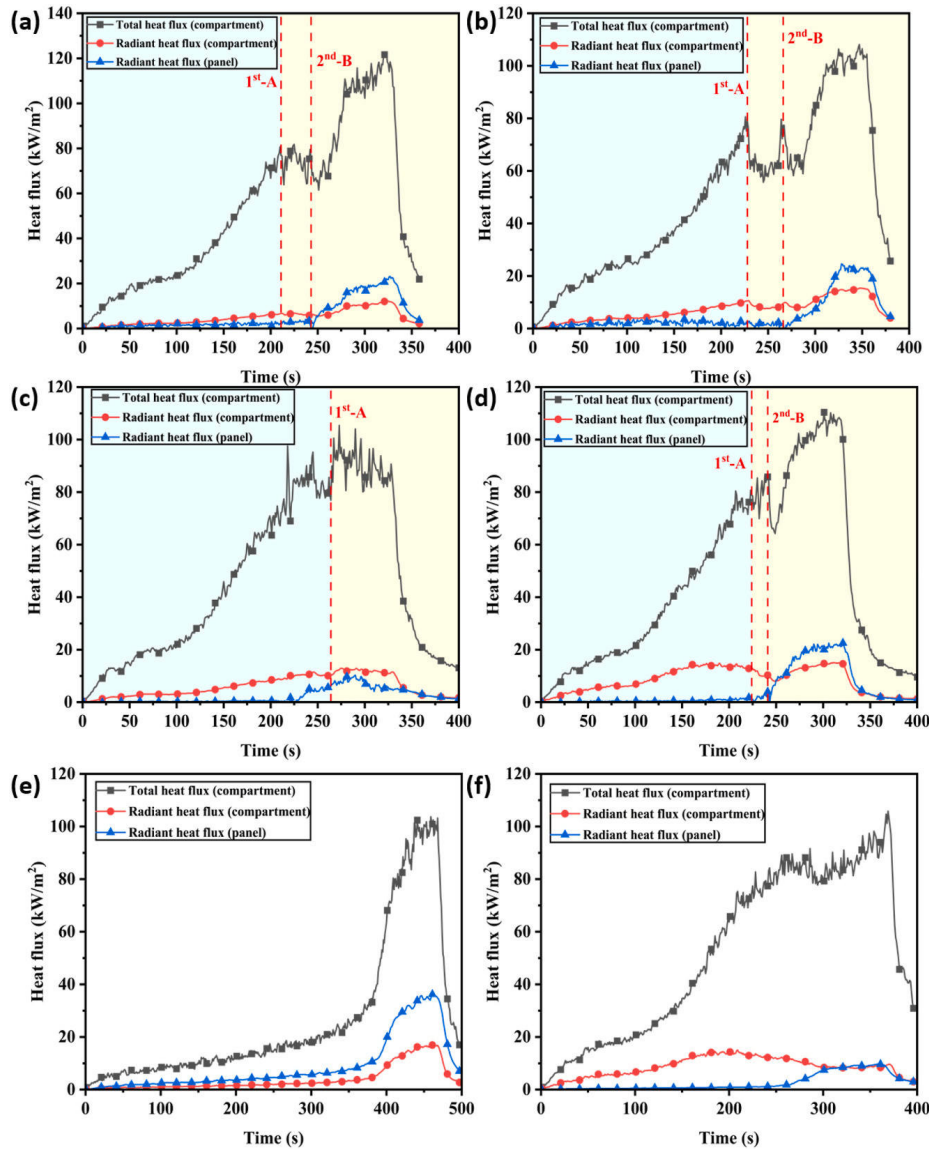 (a)
140
120
100
80
60
40
20
0
Heat flux (kW/m²)
Total heat flux (compartment)
Radiant heat flux (compartment)
Radiant heat flux (panel)
1st-A
2nd-B
0 50 100 150 200 250 300 350 400
Time (s)
(b)
120
100
80
60
40
20
0
Heat flux (kW/m²)
Total heat flux (compartment)
Radiant heat flux (compartment)
Radiant heat flux (panel)
1st-A
2nd-B
0 50 100 150 200 250 300 350 400
Time (s)
(c)
120
100
80
60
40
20
0
Heat flux (kW/m²)
Total heat flux (compartment)
Radiant heat flux (compartment)
Radiant heat flux (panel)
1st-A
0 50 100 150 200 250 300 350 400
Time (s)
(d)
120
100
80
60
40
20
0
Heat flux (kW/m²)
Total heat flux (compartment)
Radiant heat flux (compartment)
Radiant heat flux (panel)
1st-A
2nd-B
0 50 100 150 200 250 300 350 400
Time (s)
(e)
120
100
80
60
40
20
0
Heat flux (kW/m²)
Total heat flux (compartment)
Radiant heat flux (compartment)
Radiant heat flux (panel)
0 100 200 300 400 500
Time (s)
(f)
120
100
80
60
40
20
0
Heat flux (kW/m²)
Total heat flux (compartment)
Radiant heat flux (compartment)
Radiant heat flux (panel)
0 100 200 300 400
Time (s)